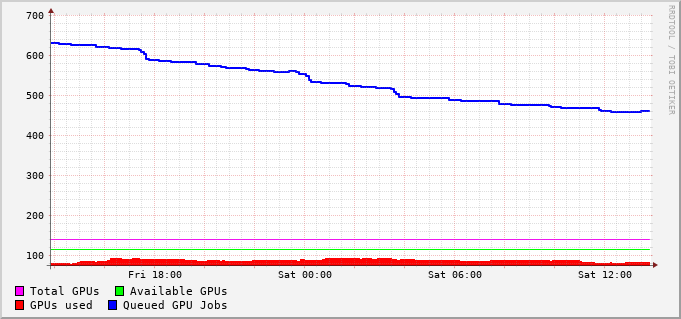 RRDTOOL / TOBI OETIKER
700
600
500
400
300
200
100
Fri 18:00 Sat 00:00 Sat 06:00 Sat 12:00
Total GPUs Available GPUs
GPUs used Queued GPU Jobs